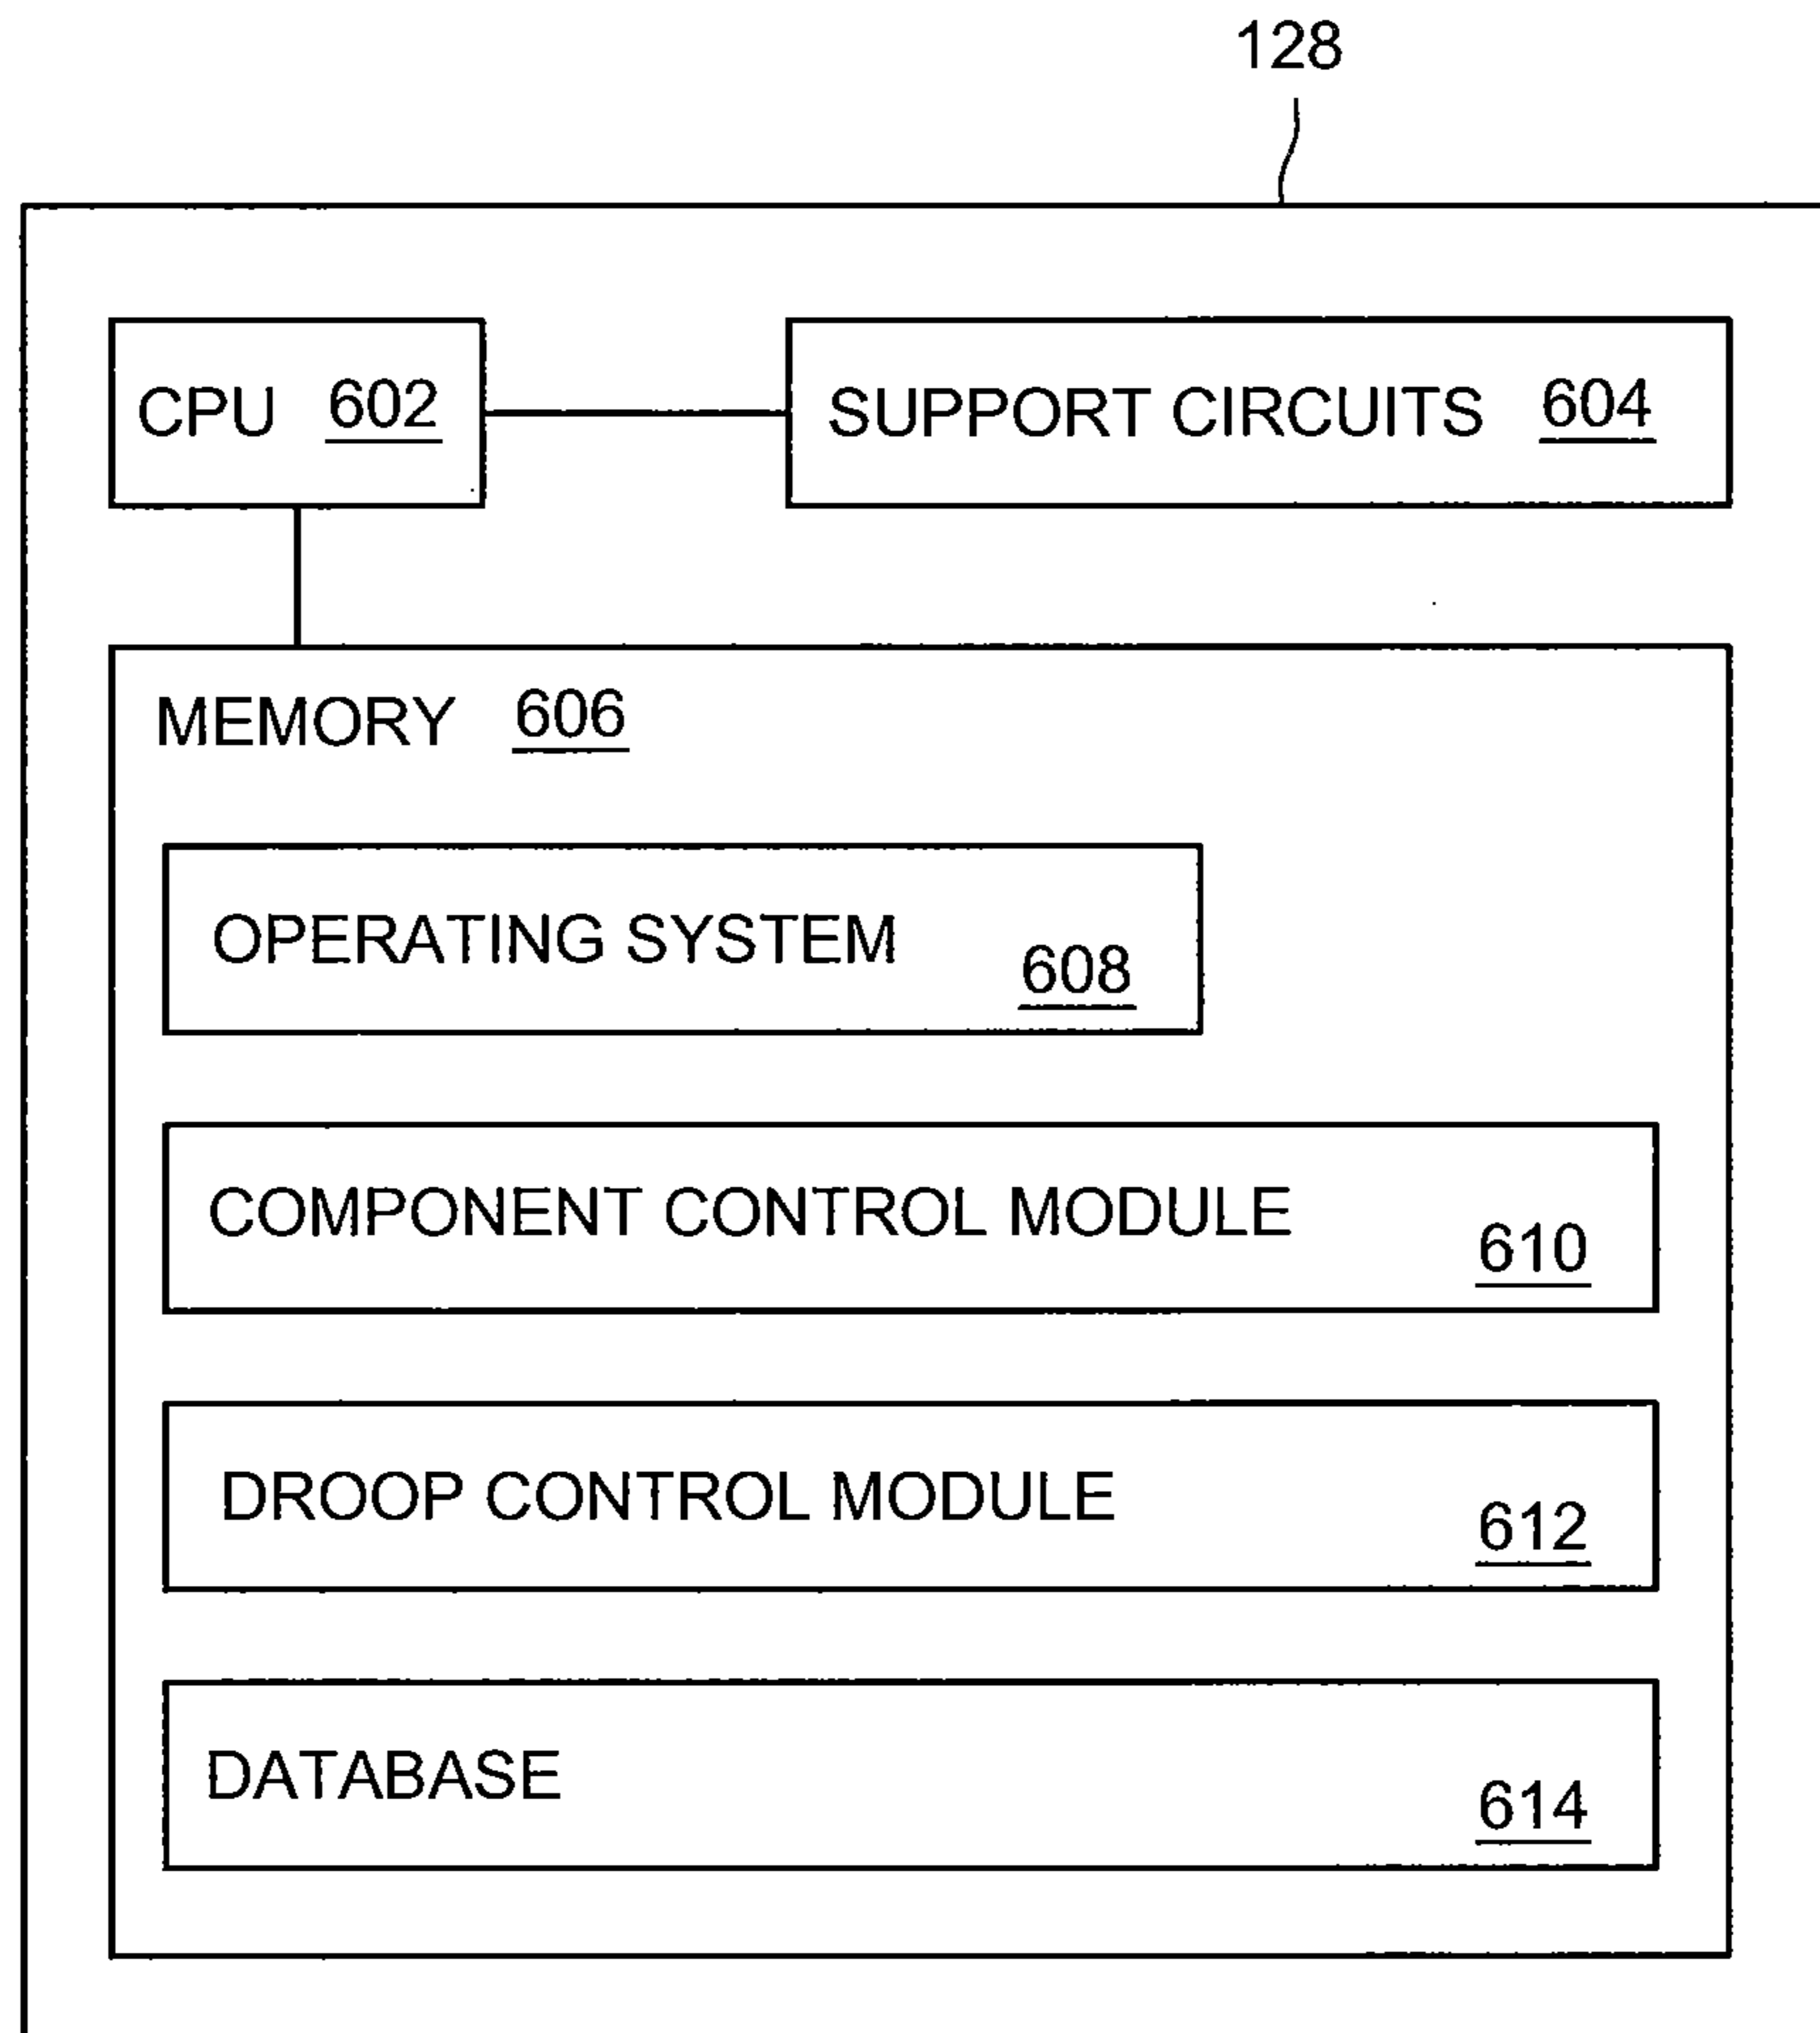 128
CPU 602
SUPPORT CIRCUITS 604
MEMORY 606
OPERATING SYSTEM 608
COMPONENT CONTROL MODULE 610
DROOP CONTROL MODULE 612
DATABASE 614